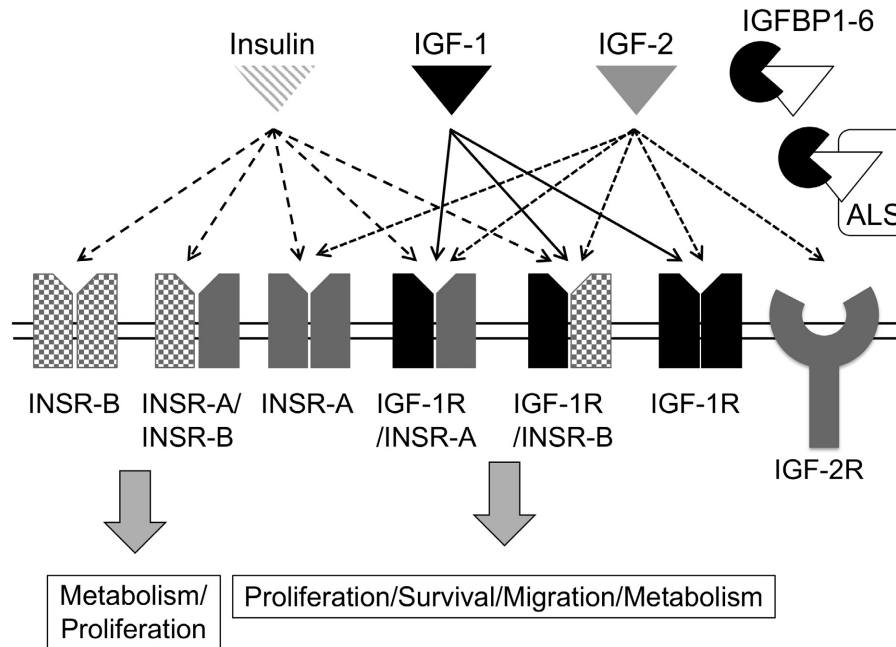 IGFBP1-6
Insulin
IGF-1
IGF-2
ALS
INSR-B
INSR-A/
INSR-B
INSR-A
IGF-1R
/INSR-A
IGF-1R
/INSR-B
IGF-1R
IGF-2R
Metabolism/
Proliferation
Proliferation/Survival/Migration/Metabolism